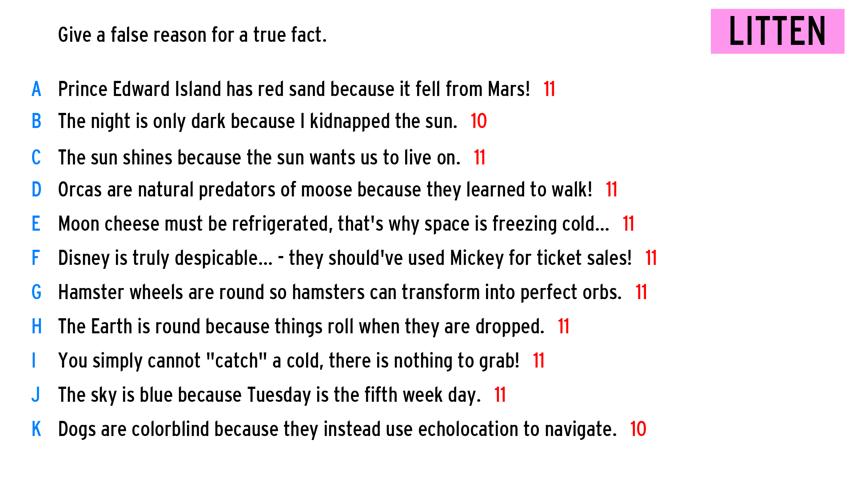 Give a false reason for a true fact.
LITTEN
A Prince Edward Island has red sand because it fell from Mars! 11
B The night is only dark because I kidnapped the sun. 10
C The sun shines because the sun wants us to live on. 11
D Orcas are natural predators of moose because they learned to walk! 11
E Moon cheese must be refrigerated, that's why space is freezing cold... 11
F Disney is truly despicable... - they should've used Mickey for ticket sales! 11
G Hamster wheels are round so hamsters can transform into perfect orbs. 11
H The Earth is round because things roll when they are dropped. 11
I You simply cannot "catch" a cold, there is nothing to grab! 11
J The sky is blue because Tuesday is the fifth week day. 11
K Dogs are colorblind because they instead use echolocation to navigate. 10